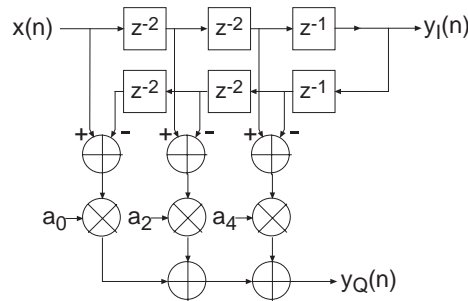 x(n) z-2 z-2 z-1 yI(n)
z-2 z-2 z-1
+ - + - + -
a0 a2 a4
yQ(n)